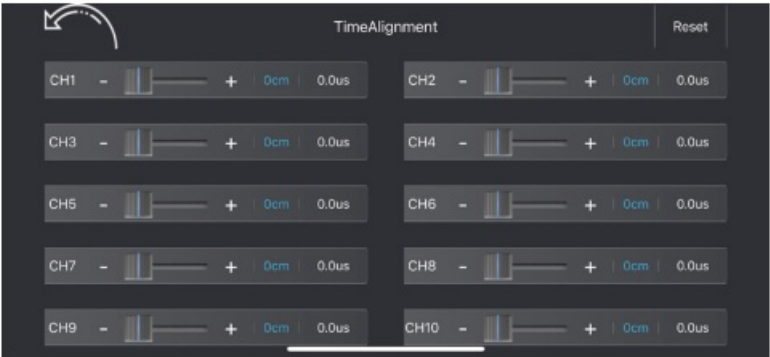 TimeAlignment Reset
CH1 - + 0cm 0.0us CH2 - + 0cm 0.0us
CH3 - + 0cm 0.0us CH4 - + 0cm 0.0us
CH5 - + 0cm 0.0us CH6 - + 0cm 0.0us
CH7 - + 0cm 0.0us CH8 - + 0cm 0.0us
CH9 - + 0cm 0.0us CH10 - + 0cm 0.0us